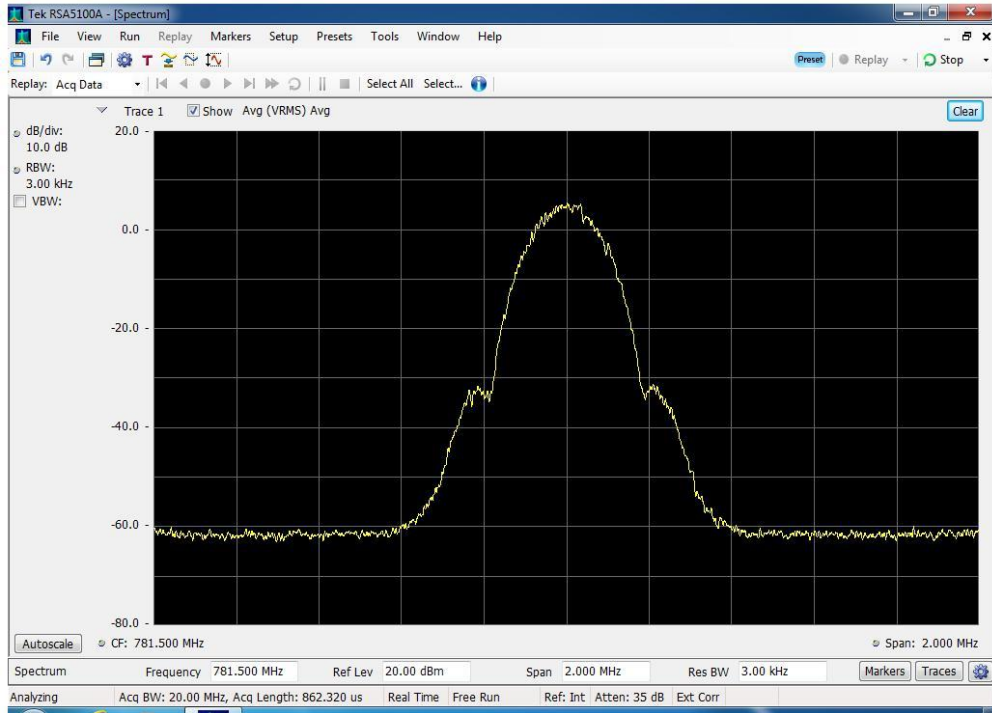 Tek RSA5100A - [Spectrum]
File View Run Replay Markers Setup Presets Tools Window Help
T
Preset Replay Stop
Replay: Acq Data Select All Select...
Trace 1 Show Avg (VRMS) Avg Clear
dB/div:
10.0 dB
RBW:
3.00 kHz
VBW:
20.0 -
0.0 -
-20.0 -
-40.0 -
-60.0 -
-80.0 -
Autoscale CF: 781.500 MHz Span: 2.000 MHz
Spectrum Frequency 781.500 MHz Ref Lev 20.00 dBm Span 2.000 MHz Res BW 3.00 kHz Markers Traces
Analyzing Acq BW: 20.00 MHz, Acq Length: 862.320 us Real Time Free Run Ref: Int Atten: 35 dB Ext Corr